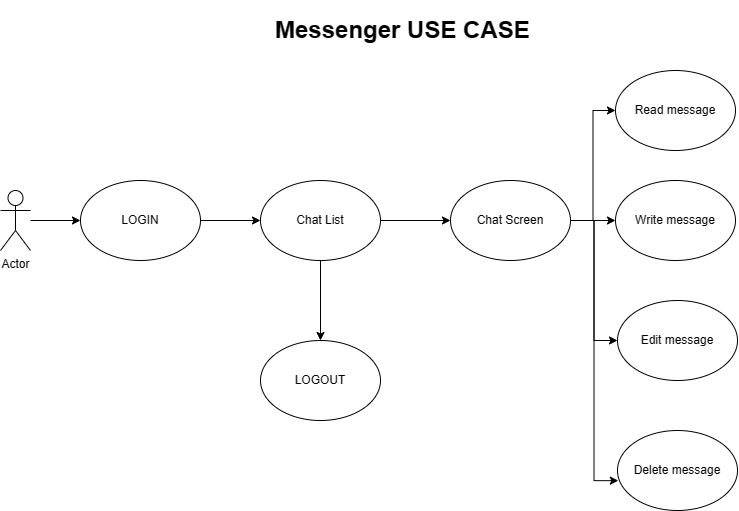 Messenger USE CASE
Read message
LOGIN
Chat List
Chat Screen
Write message
Actor
Edit message
LOGOUT
Delete message